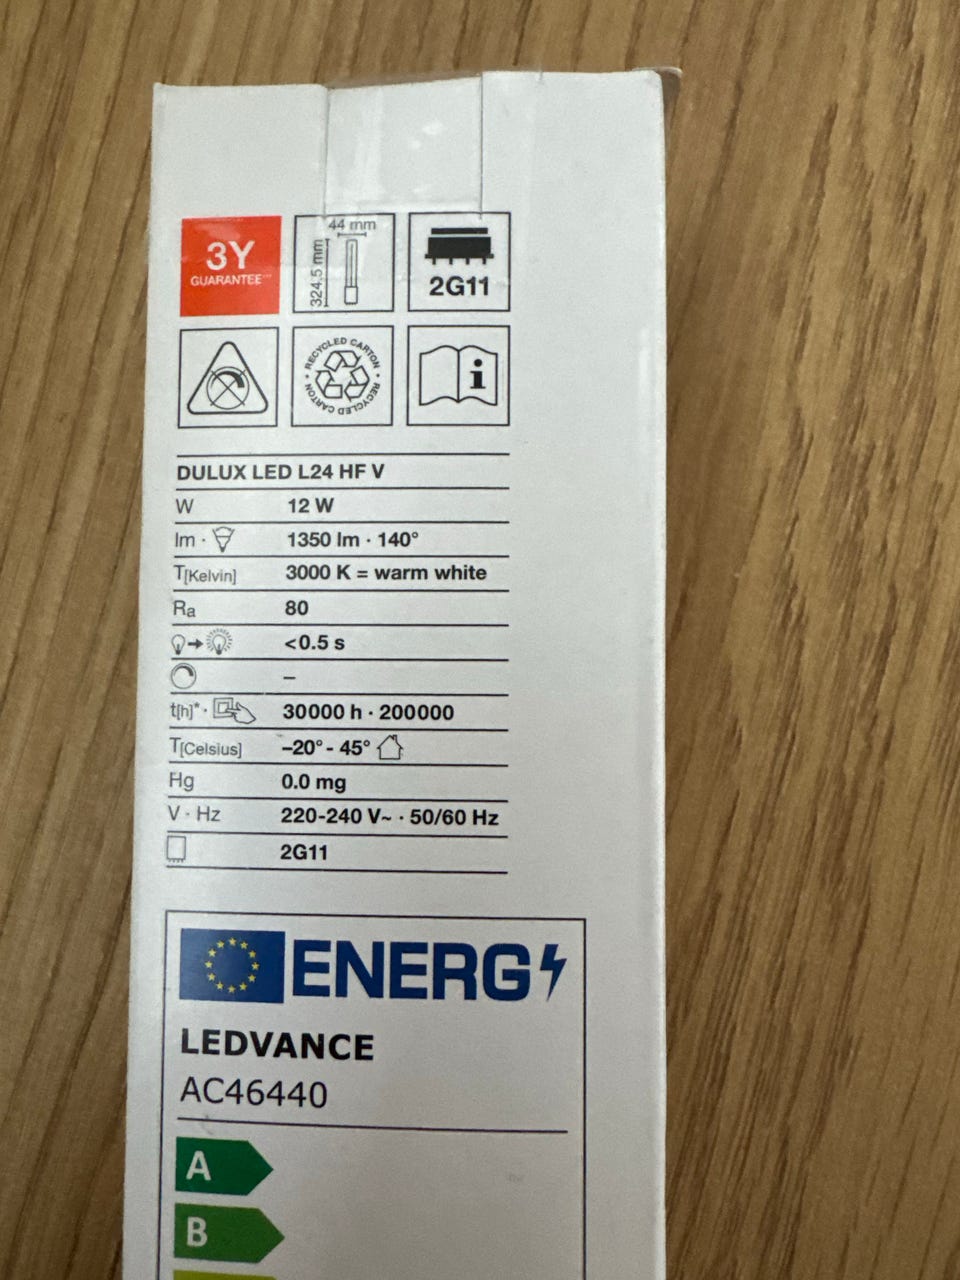 3Y
GUARANTEE***
44 mm
324.5 mm
2G11
RECYCLED CARTON • RECYCLED CARTON •
i
DULUX LED L24 HF V
W 12 W
lm · 1350 lm · 140°
T[Kelvin] 3000 K = warm white
Ra 80
<0.5 s
–
t[h]* · 30000 h · 200000
T[Celsius] –20° - 45°
Hg 0.0 mg
V · Hz 220-240 V~ · 50/60 Hz
2G11
ENERG
LEDVANCE
AC46440
A
B